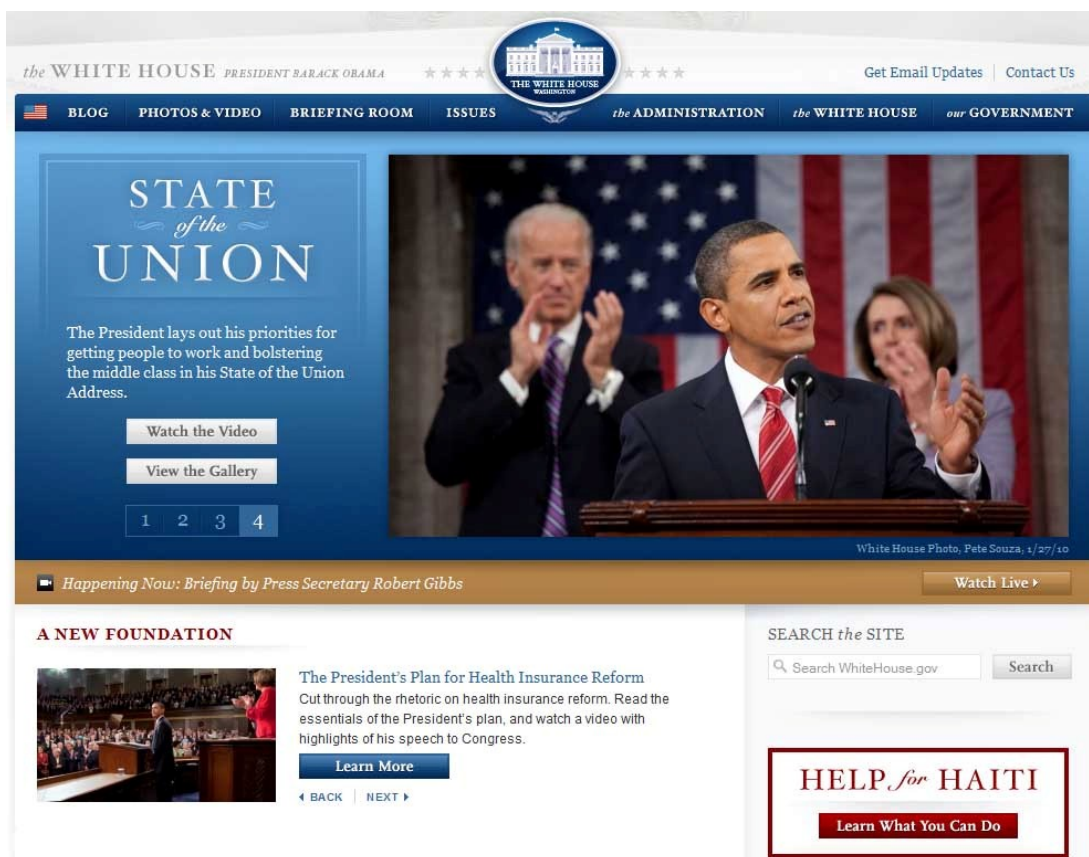 the WHITE HOUSE PRESIDENT BARACK OBAMA
THE WHITE HOUSE
WASHINGTON
Get Email Updates
Contact Us
BLOG
PHOTOS & VIDEO
BRIEFING ROOM
ISSUES
the ADMINISTRATION
the WHITE HOUSE
our GOVERNMENT
STATE
of the
UNION
The President lays out his priorities for
getting people to work and bolstering
the middle class in his State of the Union
Address.
Watch the Video
View the Gallery
1 2 3 4
White House Photo, Pete Souza, 1/27/10
Happening Now: Briefing by Press Secretary Robert Gibbs
Watch Live
A NEW FOUNDATION
The President's Plan for Health Insurance Reform
Cut through the rhetoric on health insurance reform. Read the
essentials of the President's plan, and watch a video with
highlights of his speech to Congress.
Learn More
BACK
NEXT
SEARCH the SITE
Search WhiteHouse.gov
Search
HELP for HAITI
Learn What You Can Do